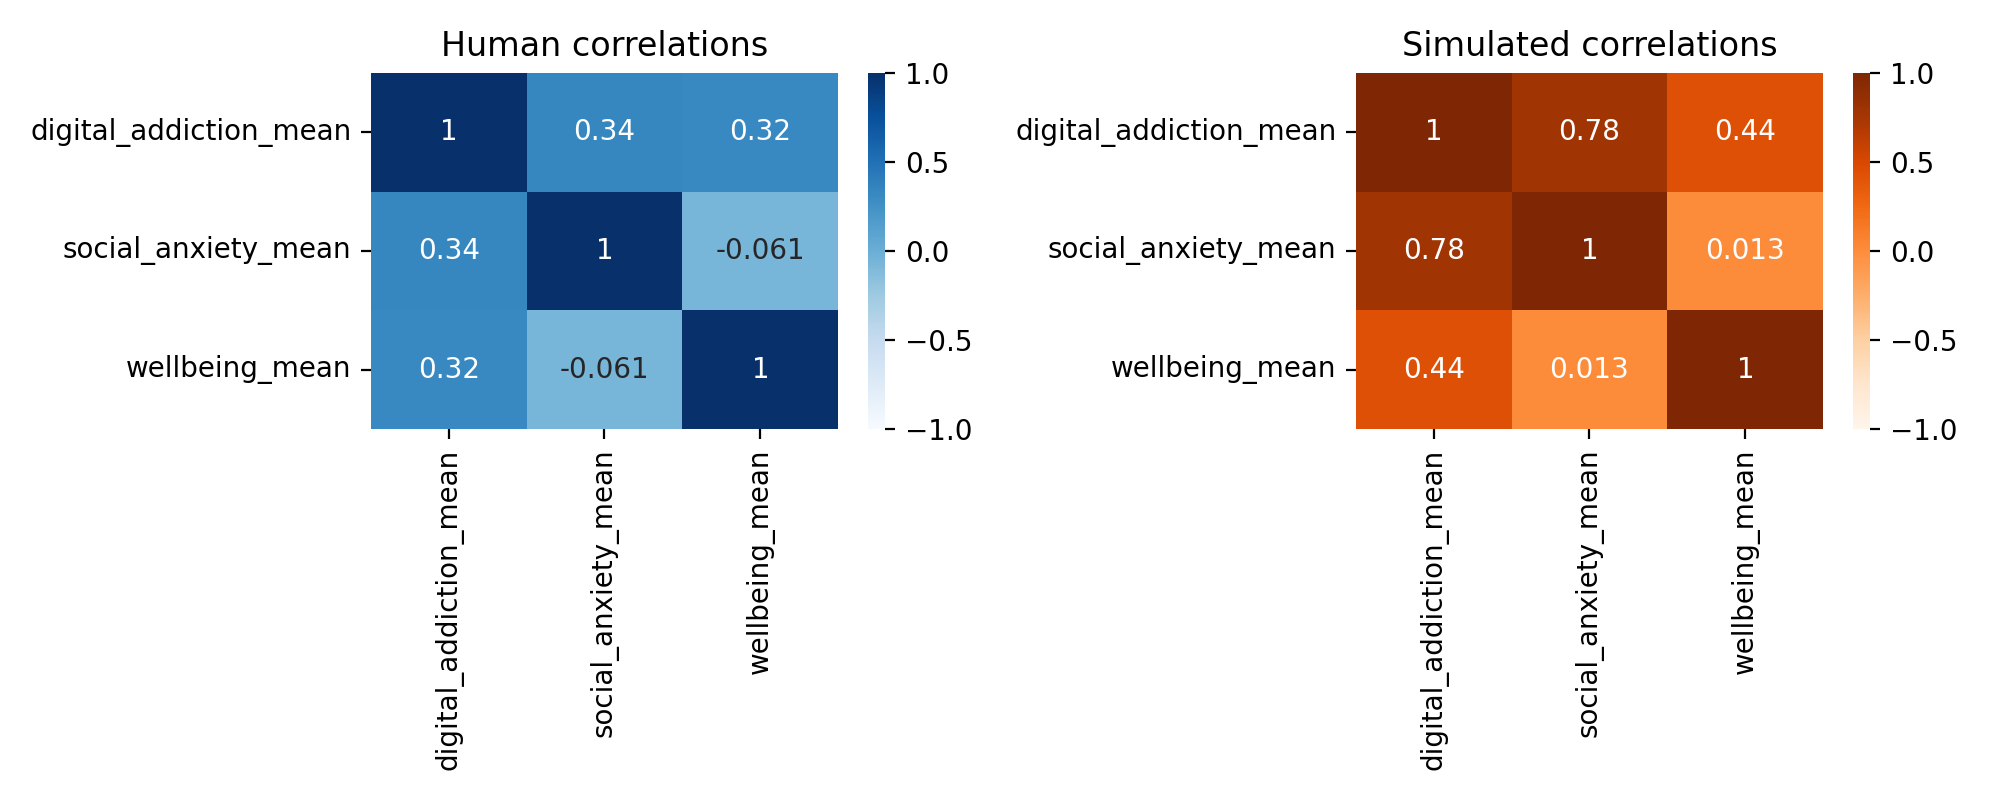 Human correlations
digital_addiction_mean 1 0.34 0.32
social_anxiety_mean 0.34 1 -0.061
wellbeing_mean 0.32 -0.061 1
digital_addiction_mean
social_anxiety_mean
wellbeing_mean
1.0
0.5
0.0
−0.5
−1.0
Simulated correlations
digital_addiction_mean 1 0.78 0.44
social_anxiety_mean 0.78 1 0.013
wellbeing_mean 0.44 0.013 1
digital_addiction_mean
social_anxiety_mean
wellbeing_mean
1.0
0.5
0.0
−0.5
−1.0